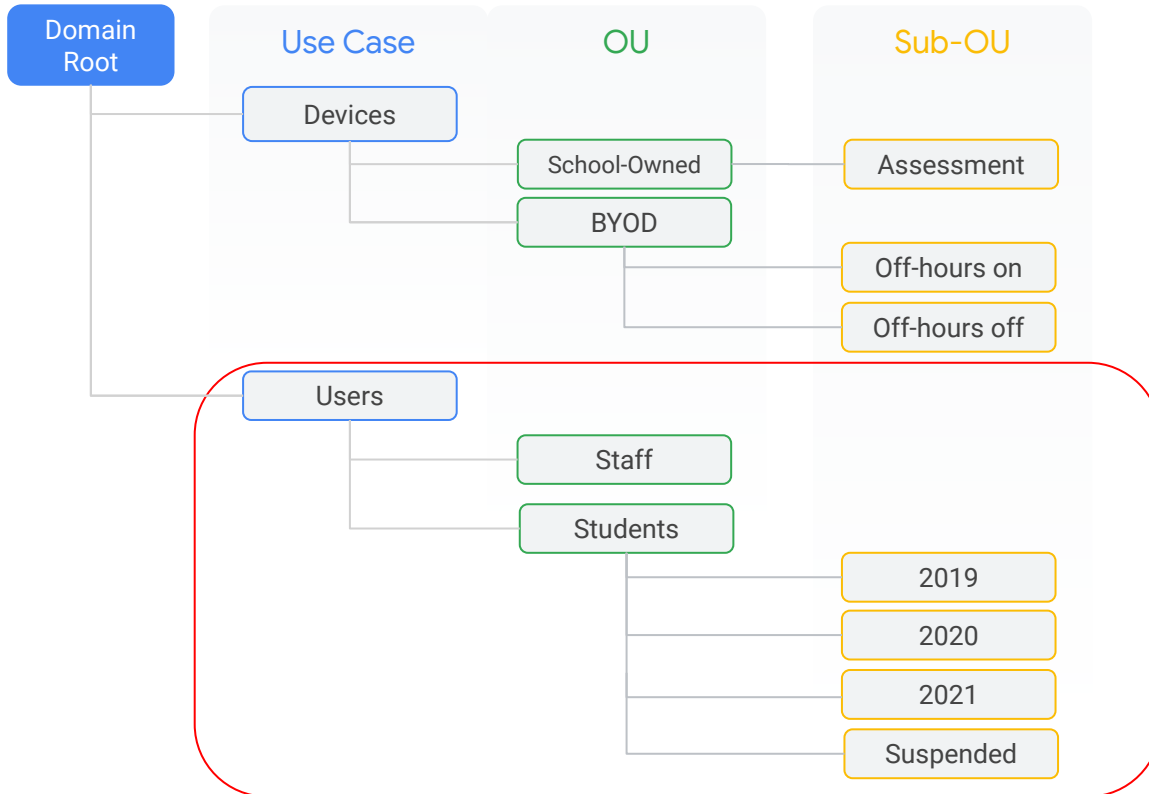 Domain
Root
Use Case
OU
Sub-OU
Devices
School-Owned
Assessment
BYOD
Off-hours on
Off-hours off
Users
Staff
Students
2019
2020
2021
Suspended